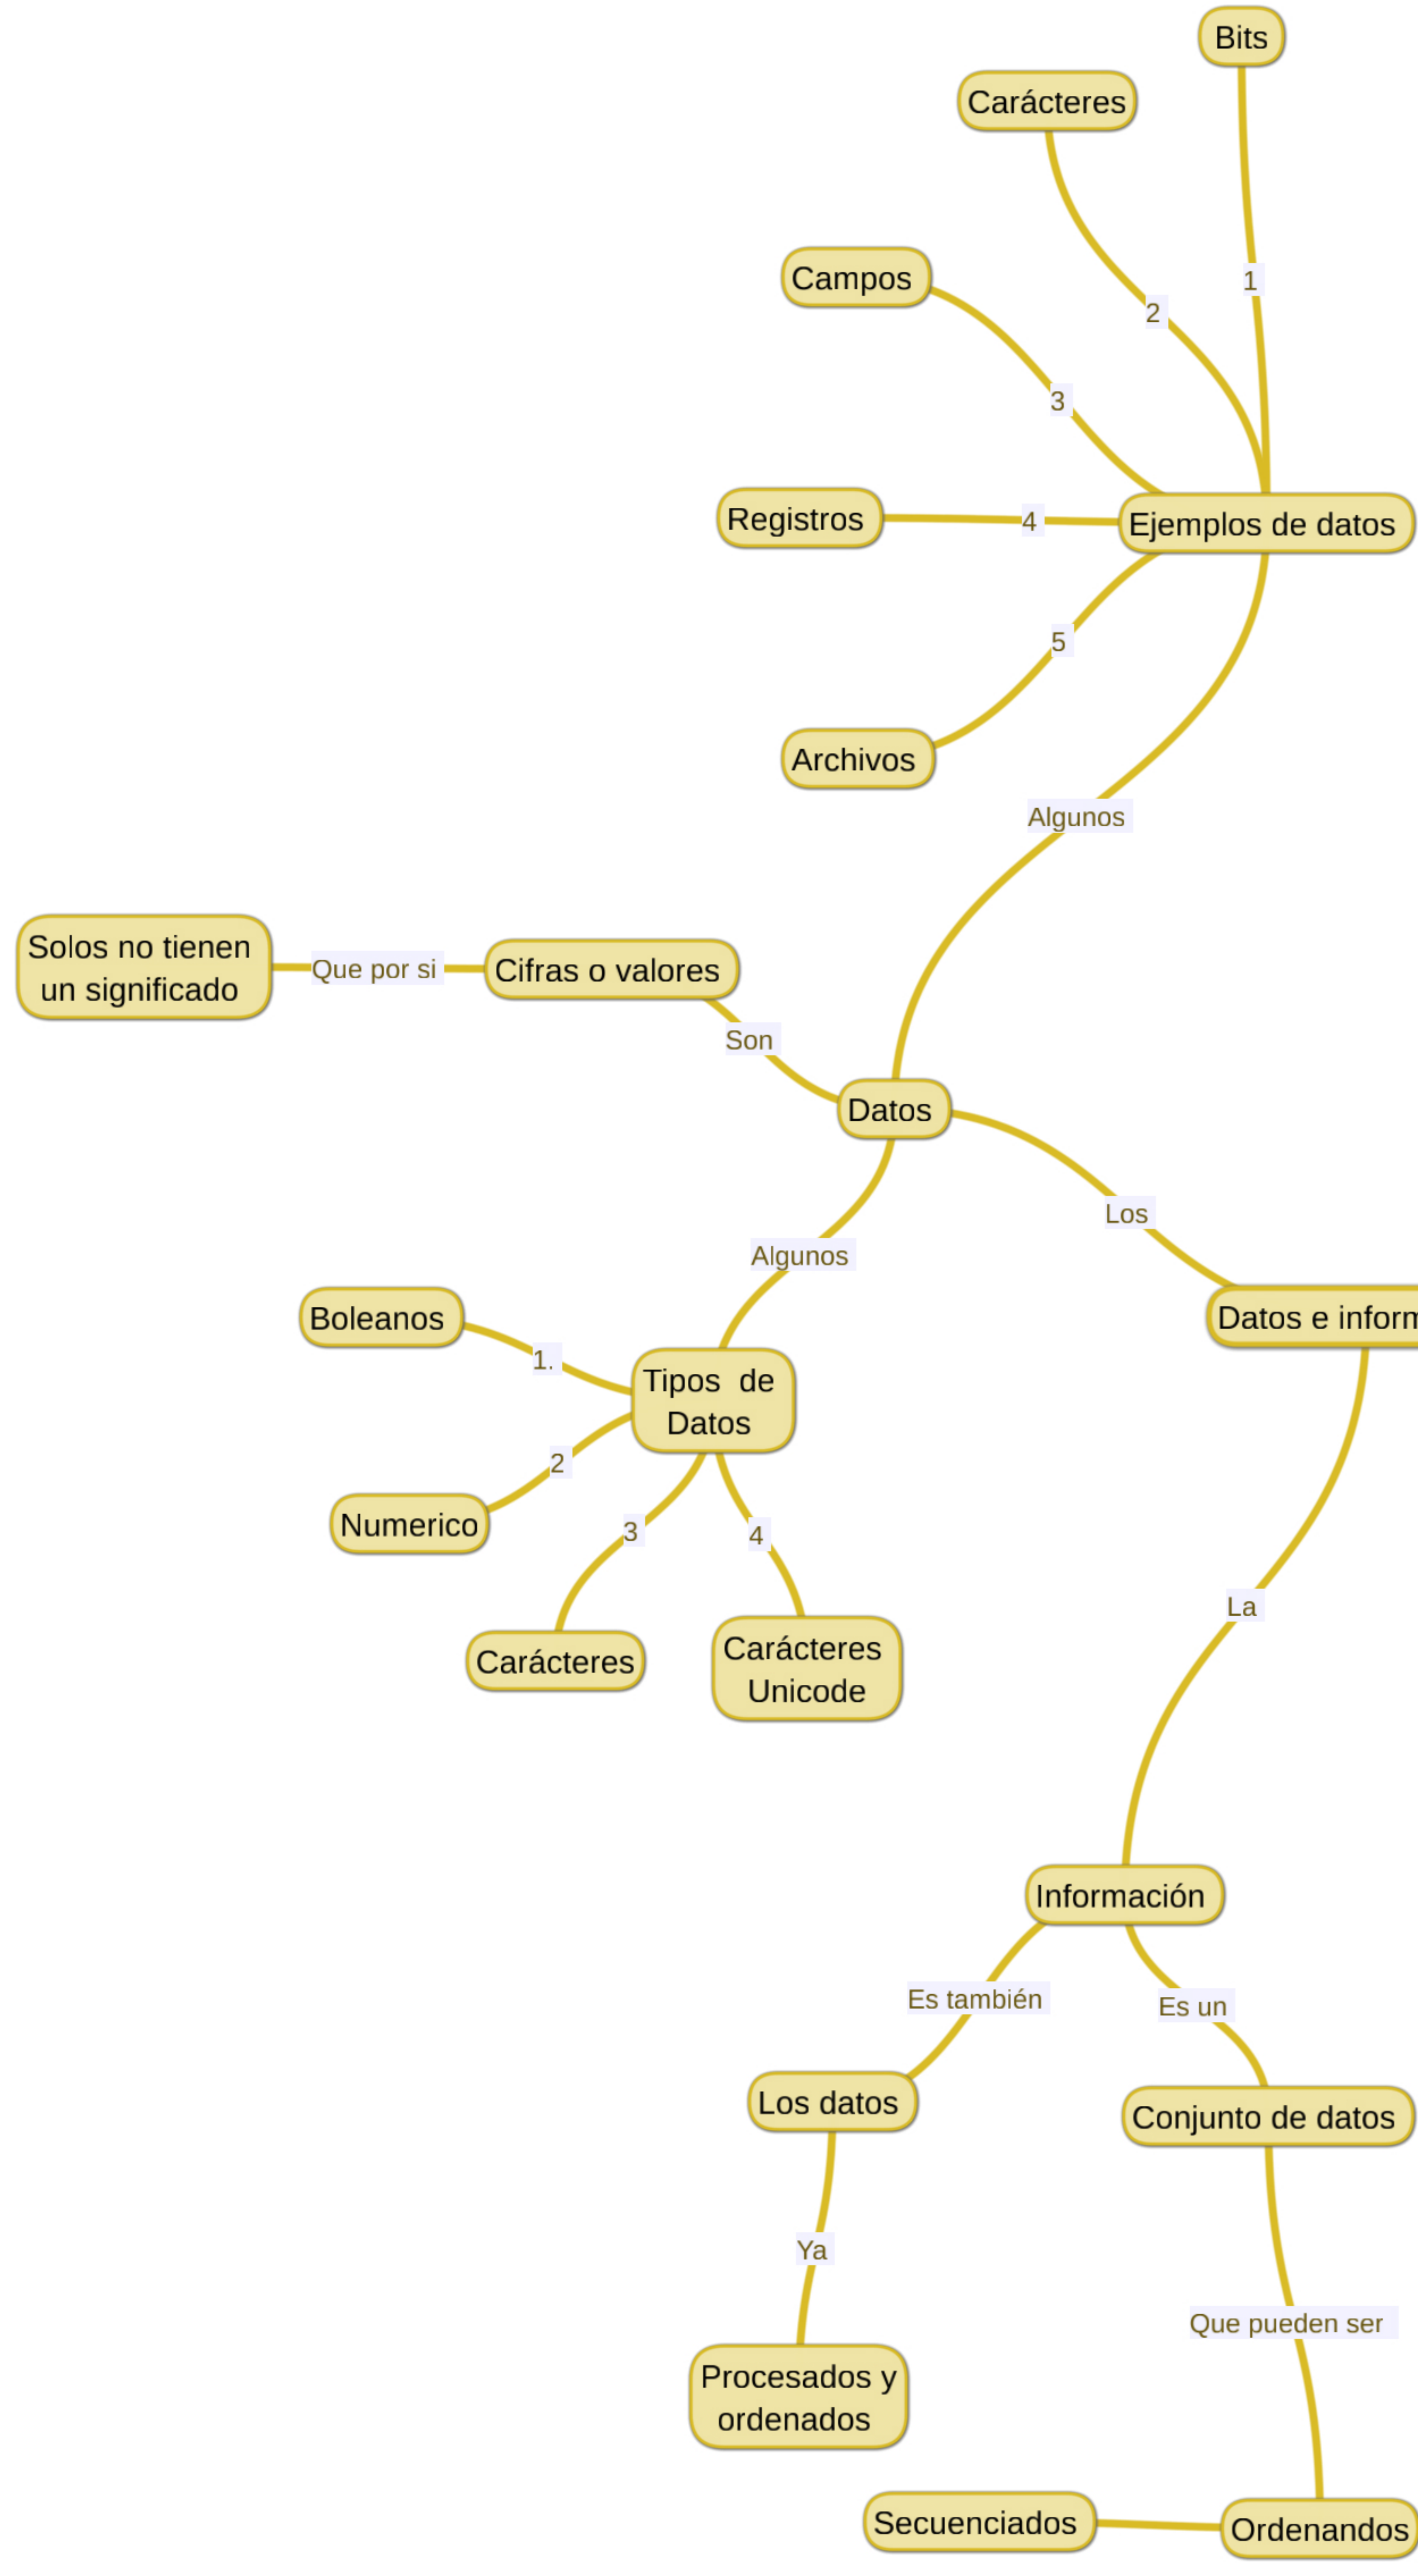 Bits
Carácteres
Campos
1
2
3
Registros
4
Ejemplos de datos
5
Archivos
Algunos
Solos no tienen
un significado
Que por si
Cifras o valores
Son
Datos
Los
Algunos
Boleanos
Datos e inform
1.
Tipos de
Datos
2
Numerico
3
4
La
Carácteres
Carácteres
Unicode
Información
Es también
Es un
Los datos
Conjunto de datos
Ya
Que pueden ser
Procesados y
ordenados
Secuenciados
Ordenandos